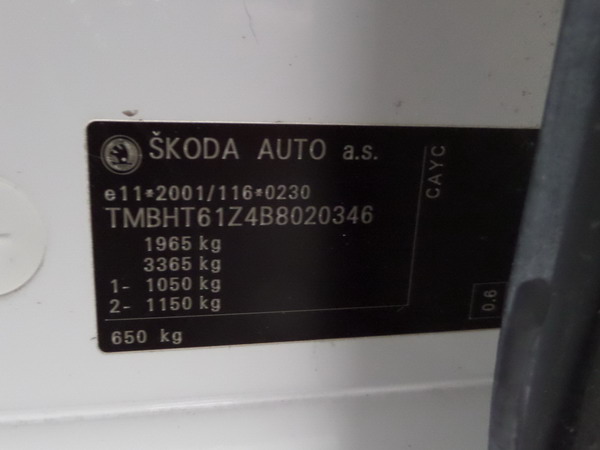 ŠKODA AUTO a.s.
e11*2001/116*0230
TMBHT61Z4B8020346
1965 kg
3365 kg
1- 1050 kg
2- 1150 kg
650 kg
CAYC
0.6